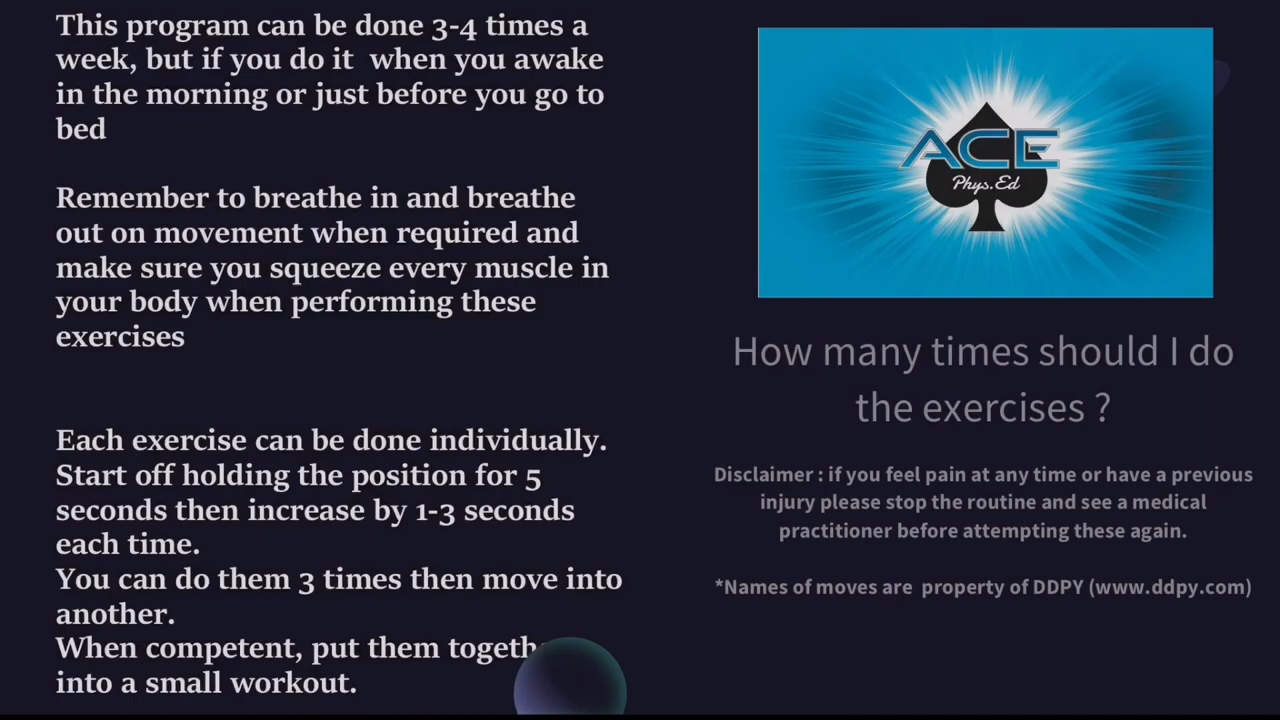 This program can be done 3-4 times a
week, but if you do it  when you awake
in the morning or just before you go to
bed
Remember to breathe in and breathe
out on movement when required and
make sure you squeeze every muscle in
your body when performing these
exercises
Each exercise can be done individually.
Start off holding the position for 5
seconds then increase by 1-3 seconds
each time.
You can do them 3 times then move into
another.
When competent, put them togeth
into a small workout.
ACE
Phys.Ed
How many times should I do
the exercises ?
Disclaimer : if you feel pain at any time or have a previous
injury please stop the routine and see a medical
practitioner before attempting these again.
*Names of moves are  property of DDPY (www.ddpy.com)